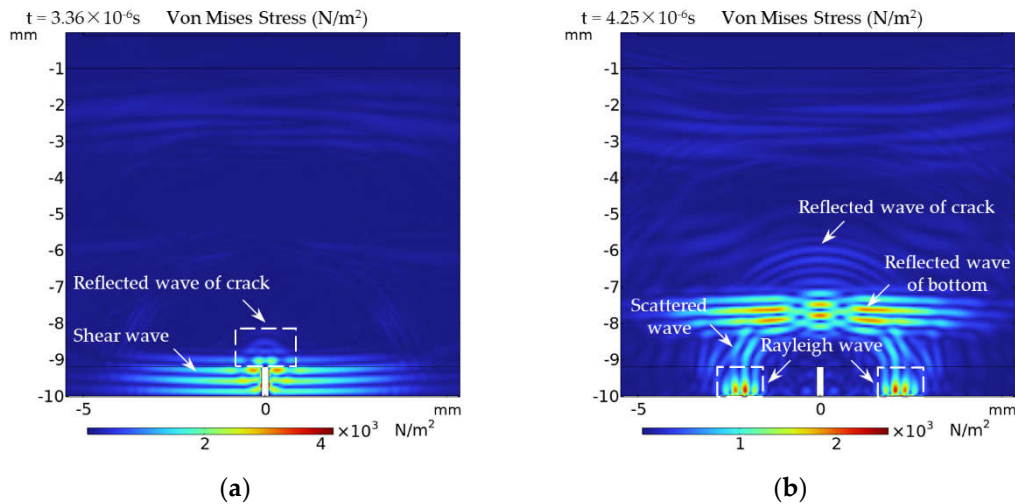 t = 3.36×10⁻⁶s Von Mises Stress (N/m²)
mm
-1
-2
-3
-4
-5
-6
-7
-8
-9
-10
Reflected wave of crack
Shear wave
-5 0 mm
2 4 ×10³ N/m²
(a)
t = 4.25×10⁻⁶s Von Mises Stress (N/m²)
mm
-1
-2
-3
-4
-5
-6
-7
-8
-9
-10
Reflected wave of crack
Reflected wave
of bottom
Scattered
wave
Rayleigh wave
-5 0 mm
1 2 ×10³ N/m²
(b)